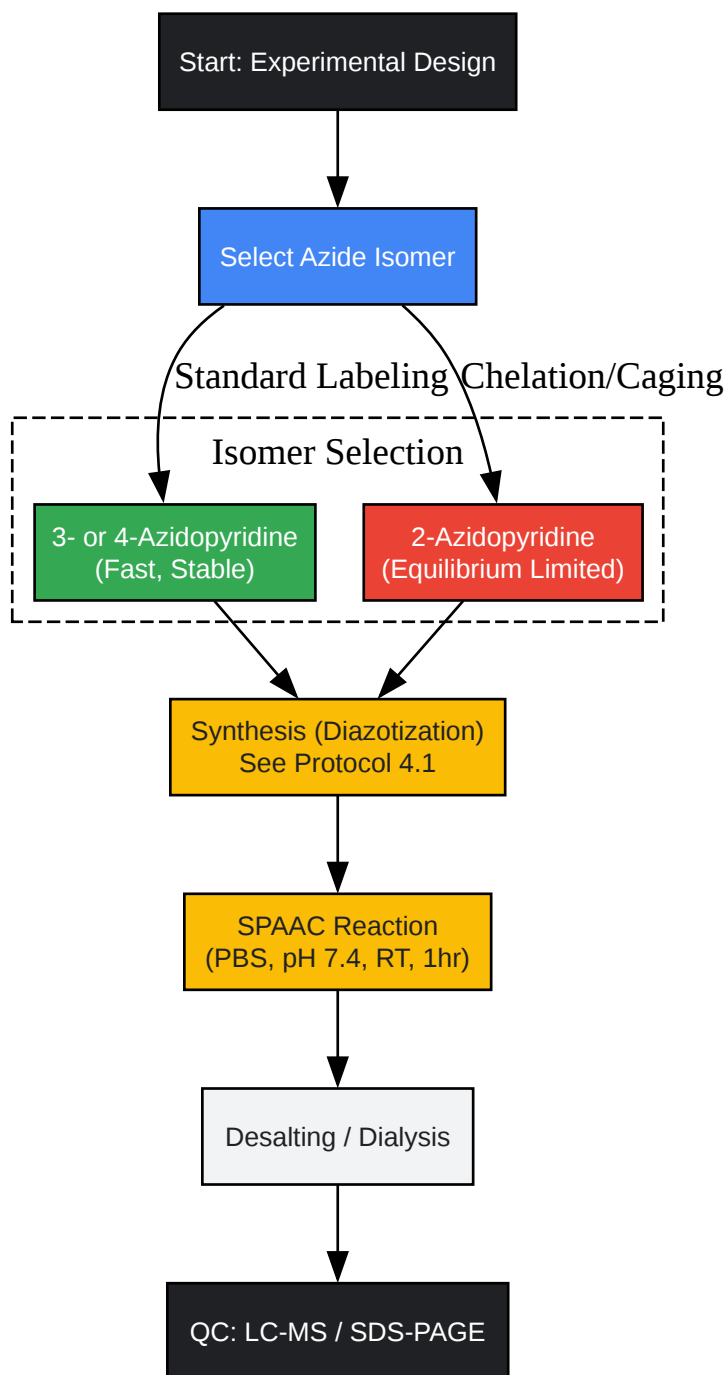 Start: Experimental Design
Select Azide Isomer
Standard Labeling
Chelation/Caging
Isomer Selection
3- or 4-Azidopyridine
(Fast, Stable)
2-Azidopyridine
(Equilibrium Limited)
Synthesis (Diazotization)
See Protocol 4.1
SPAAC Reaction
(PBS, pH 7.4, RT, 1hr)
Desalting / Dialysis
QC: LC-MS / SDS-PAGE